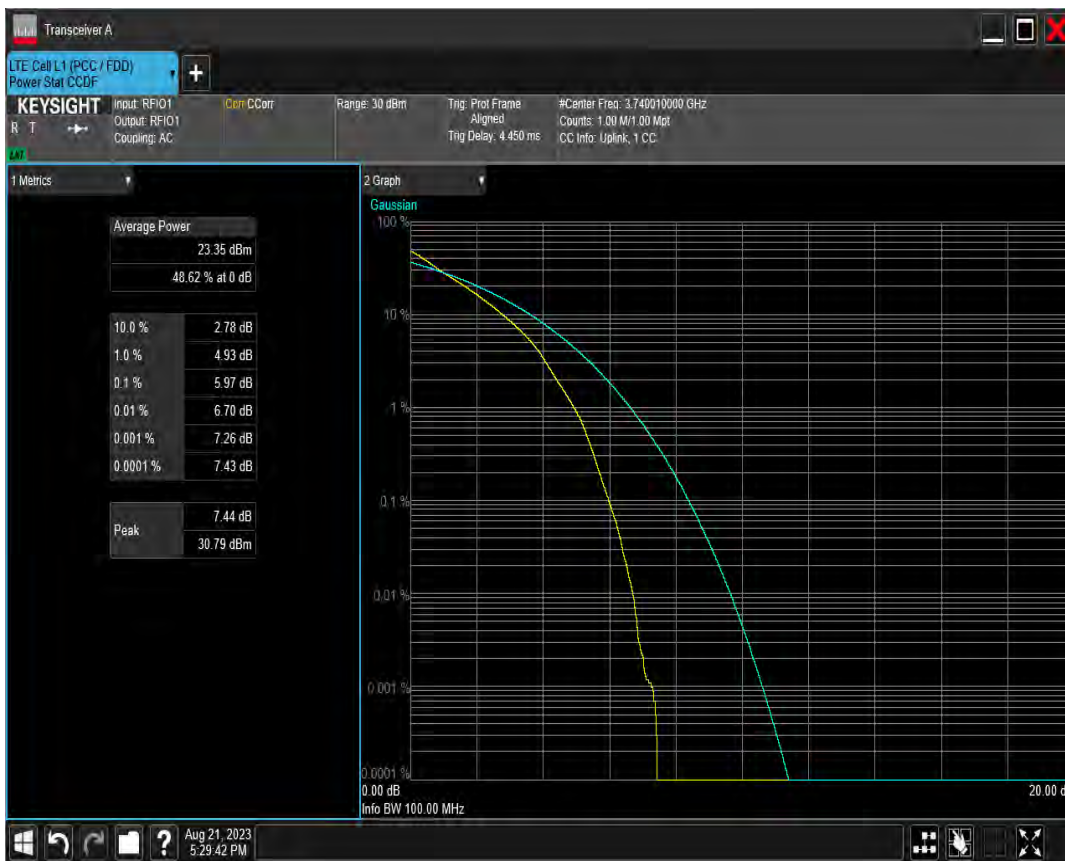 Transceiver A
LTE Cell L1 (PCC / FDD)
Power Stat CCDF
+
KEYSIGHT
R T
LXI
Input: RFIO1
Output: RFIO1
Coupling: AC
Corr CCorr
Range: 30 dBm
Trig: Prot Frame
Aligned
Trig Delay: 4.450 ms
#Center Freq: 3.740010000 GHz
Counts: 1.00 M/1.00 Mpt
CC Info: Uplink, 1 CC
1 Metrics
Average Power
23.35 dBm
48.62 % at 0 dB
10.0 % 2.78 dB
1.0 % 4.93 dB
0.1 % 5.97 dB
0.01 % 6.70 dB
0.001 % 7.26 dB
0.0001 % 7.43 dB
Peak
7.44 dB
30.79 dBm
2 Graph
Gaussian
100 %
10 %
1 %
0.1 %
0.01 %
0.001 %
0.0001 %
0.00 dB
20.00 d
Info BW 100.00 MHz
?
Aug 21, 2023
5:29:42 PM